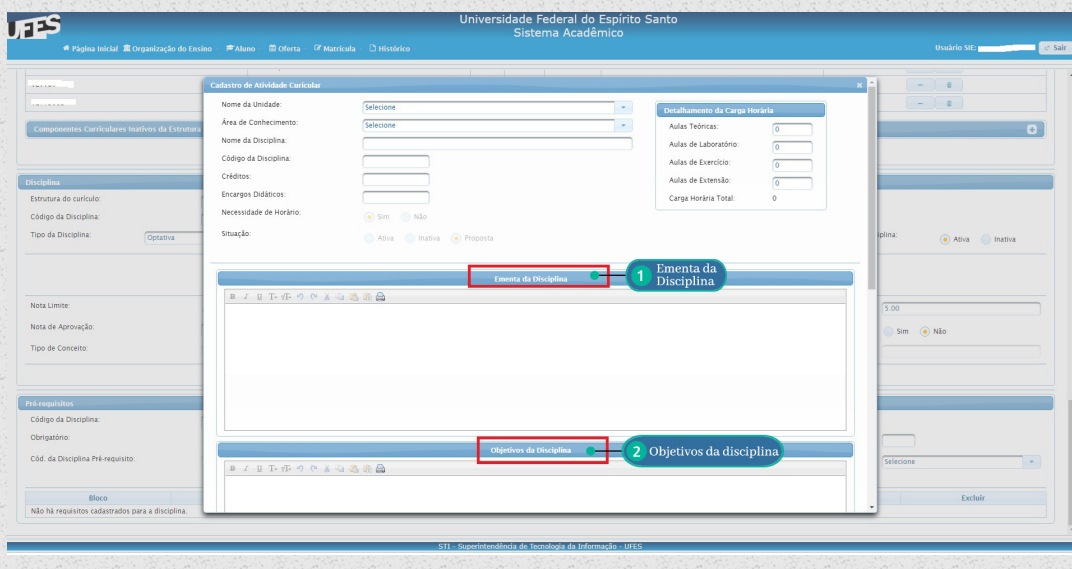 UFES
Universidade Federal do Espírito Santo
Sistema Acadêmico
Página Inicial Organização do Ensino Aluno Oferta Matrícula Histórico
Usuário SIE: Sair
Cadastro de Atividade Curricular
Nome da Unidade: Selecione
Área de Conhecimento: Selecione
Nome da Disciplina:
Código da Disciplina:
Créditos:
Encargos Didáticos:
Necessidade de Horário: Sim Não
Situação: Ativa Inativa Proposta
Detalhamento da Carga Horária
Aulas Teóricas: 0
Aulas de Laboratório: 0
Aulas de Exercício: 0
Aulas de Extensão: 0
Carga Horária Total: 0
Ementa da Disciplina
1 Ementa da
Disciplina
Objetivos da Disciplina
2 Objetivos da disciplina
Componentes Curriculares Inativos da Estrutura
Disciplina
Estrutura do currículo:
Código da Disciplina:
Tipo da Disciplina: Optativa
iplina: Ativa Inativa
Nota Limite: 5.00
Nota de Aprovação: Sim Não
Tipo de Conceito:
Pré-requisitos
Código da Disciplina:
Obrigatório:
Cód. da Disciplina Pré-requisito: Selecione
Bloco Excluir
Não há requisitos cadastrados para a disciplina.
STI - Superintendência de Tecnologia da Informação - UFES